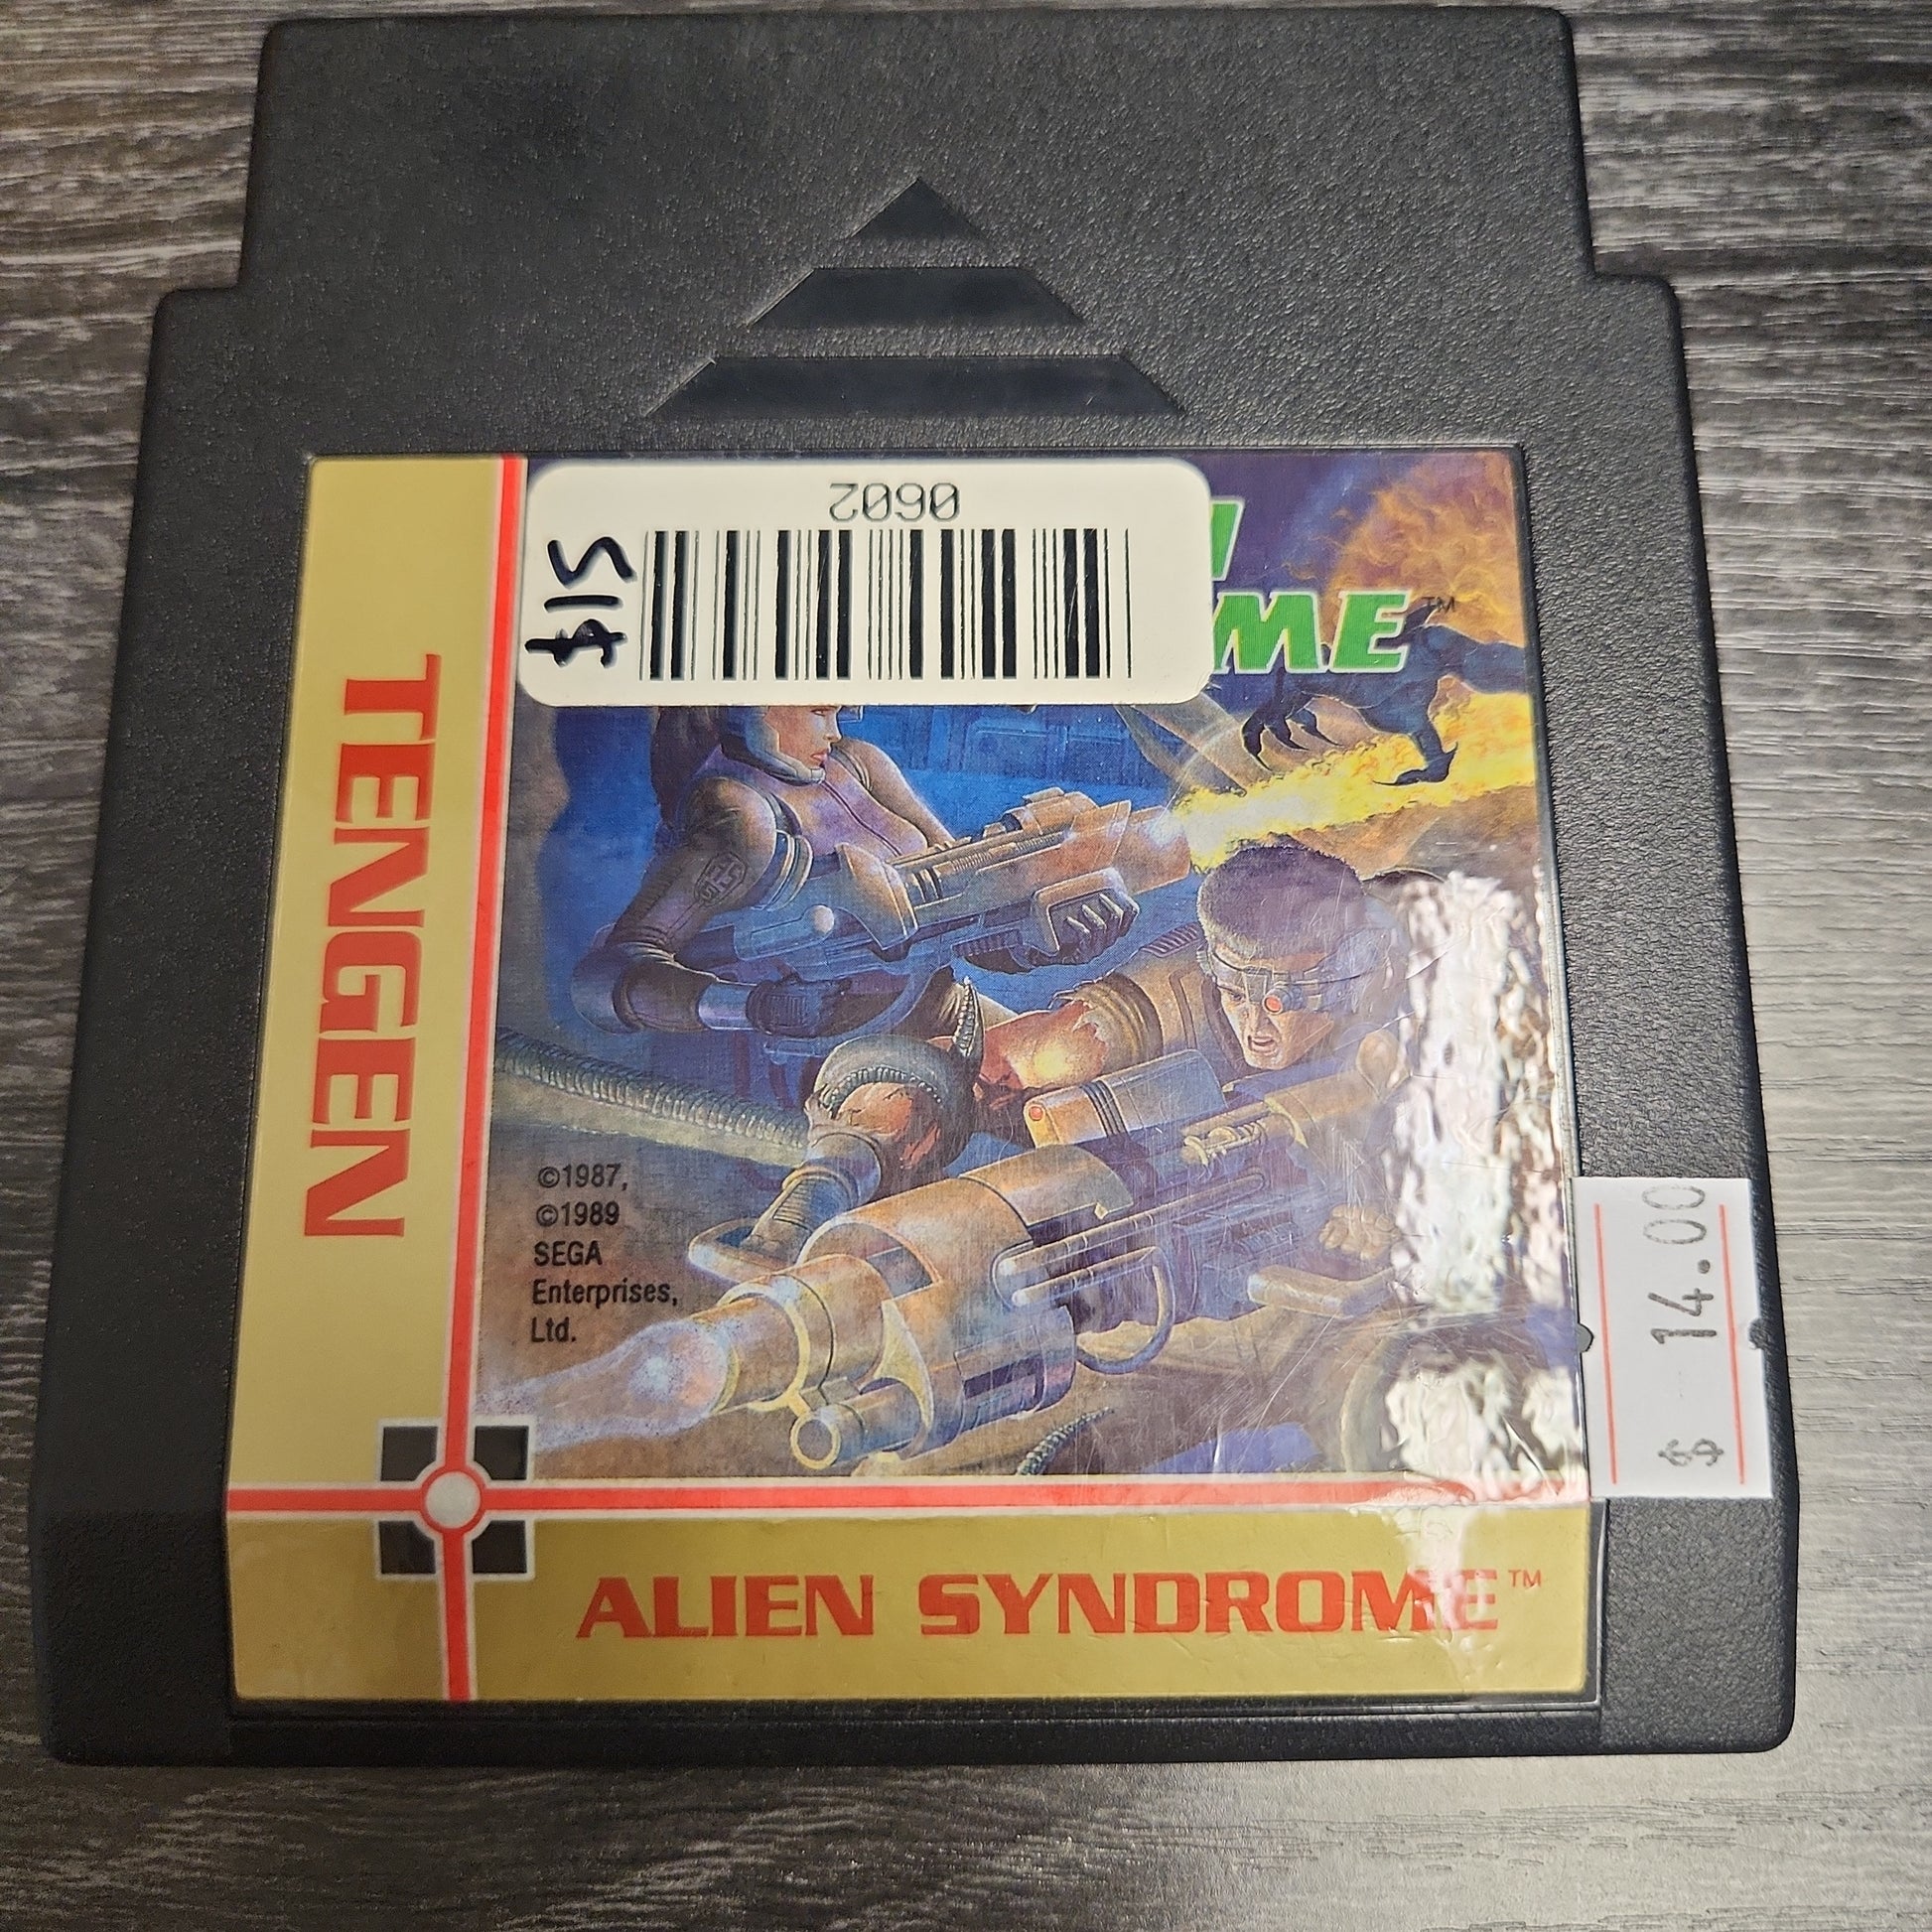 0602
$15
N
ME™
TENGEN
©1987,
©1989
SEGA
Enterprises,
Ltd.
$ 14.00
ALIEN SYNDROME™